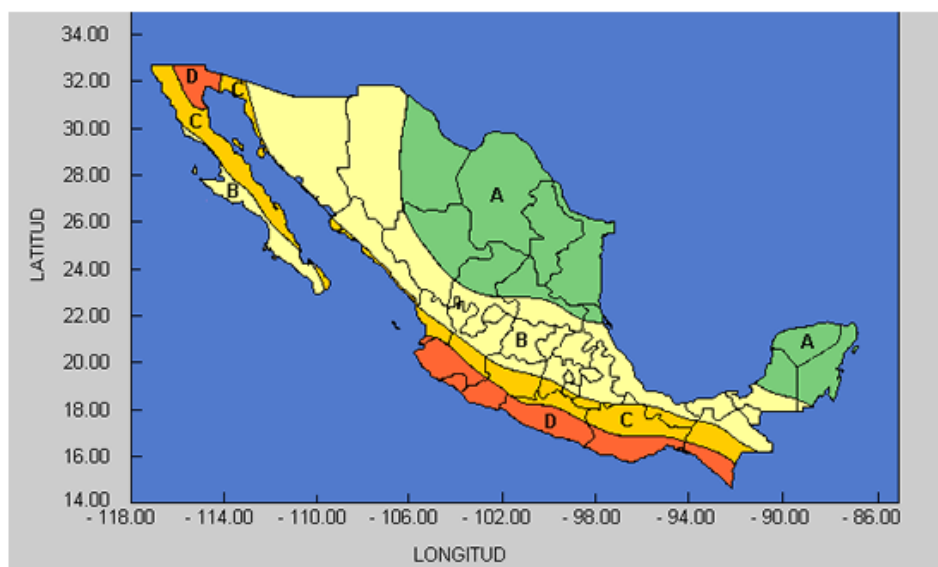 34.00
32.00
30.00
28.00
26.00
24.00
22.00
20.00
18.00
16.00
14.00
LATITUD
D
C
C
B
A
A
B
C
D
- 118.00 - 114.00 - 110.00 - 106.00 - 102.00 - 98.00 - 94.00 - 90.00 - 86.00
LONGITUD